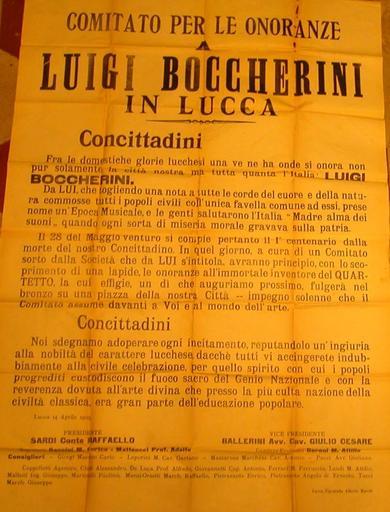 COMITATO PER LE ONORANZE
A
LUIGI BOCCHERINI
IN LUCCA
Concittadini
Fra le domestiche glorie lucchesi una ve ne ha onde si onora non
pur solamente la città nostra ma tutta quanta l'Italia: LUIGI
BOCCHERINI.
Da LUI, che togliendo una nota a tutte le corde del cuore e della natu-
ra commosse tutti i popoli civili coll'unica favella comune ad essi, prese
nome un'Epoca Musicale, e le genti salutarono l'Italia "Madre alma dei
suoni", quando ogni sorta di miseria morale gravava sulla patria.
Il 28 del Maggio venturo si compie pertanto il 1° centenario dalla
morte del nostro Concittadino. In quel giorno, a cura di un Comitato
sorto dalla Società che da LUI s'intitola, avranno principio, con lo sco-
primento di una lapide, le onoranze all'immortale inventore del QUAR-
TETTO, la cui effigie, un dì che auguriamo prossimo, fulgerà nel
bronzo su una piazza della nostra Città - impegno solenne che il
Comitato assume davanti a Voi e al mondo dell'arte.
Concittadini
Noi sdegnamo adoperare ogni incitamento, reputandolo un'ingiuria
alla nobiltà del carattere lucchese, dacchè tutti vi accingerete indub-
biamente alla civile celebrazione, per quello spirito con cui i popoli
progrediti custodiscono il fuoco sacro del Genio Nazionale e con la
reverenza dovuta all'arte divina che presso la più culta nazione della
civiltà classica, era gran parte dell'educazione popolare.
Lucca 14 Aprile
PRESIDENTE
VICE PRESIDENTE
SARDI Conte RAFFAELLO
BALLERINI Avv. Cav. GIULIO CESARE
Enrico - Matteucci Prof. Adolfo
Consiglieri
Marchi Giuseppe